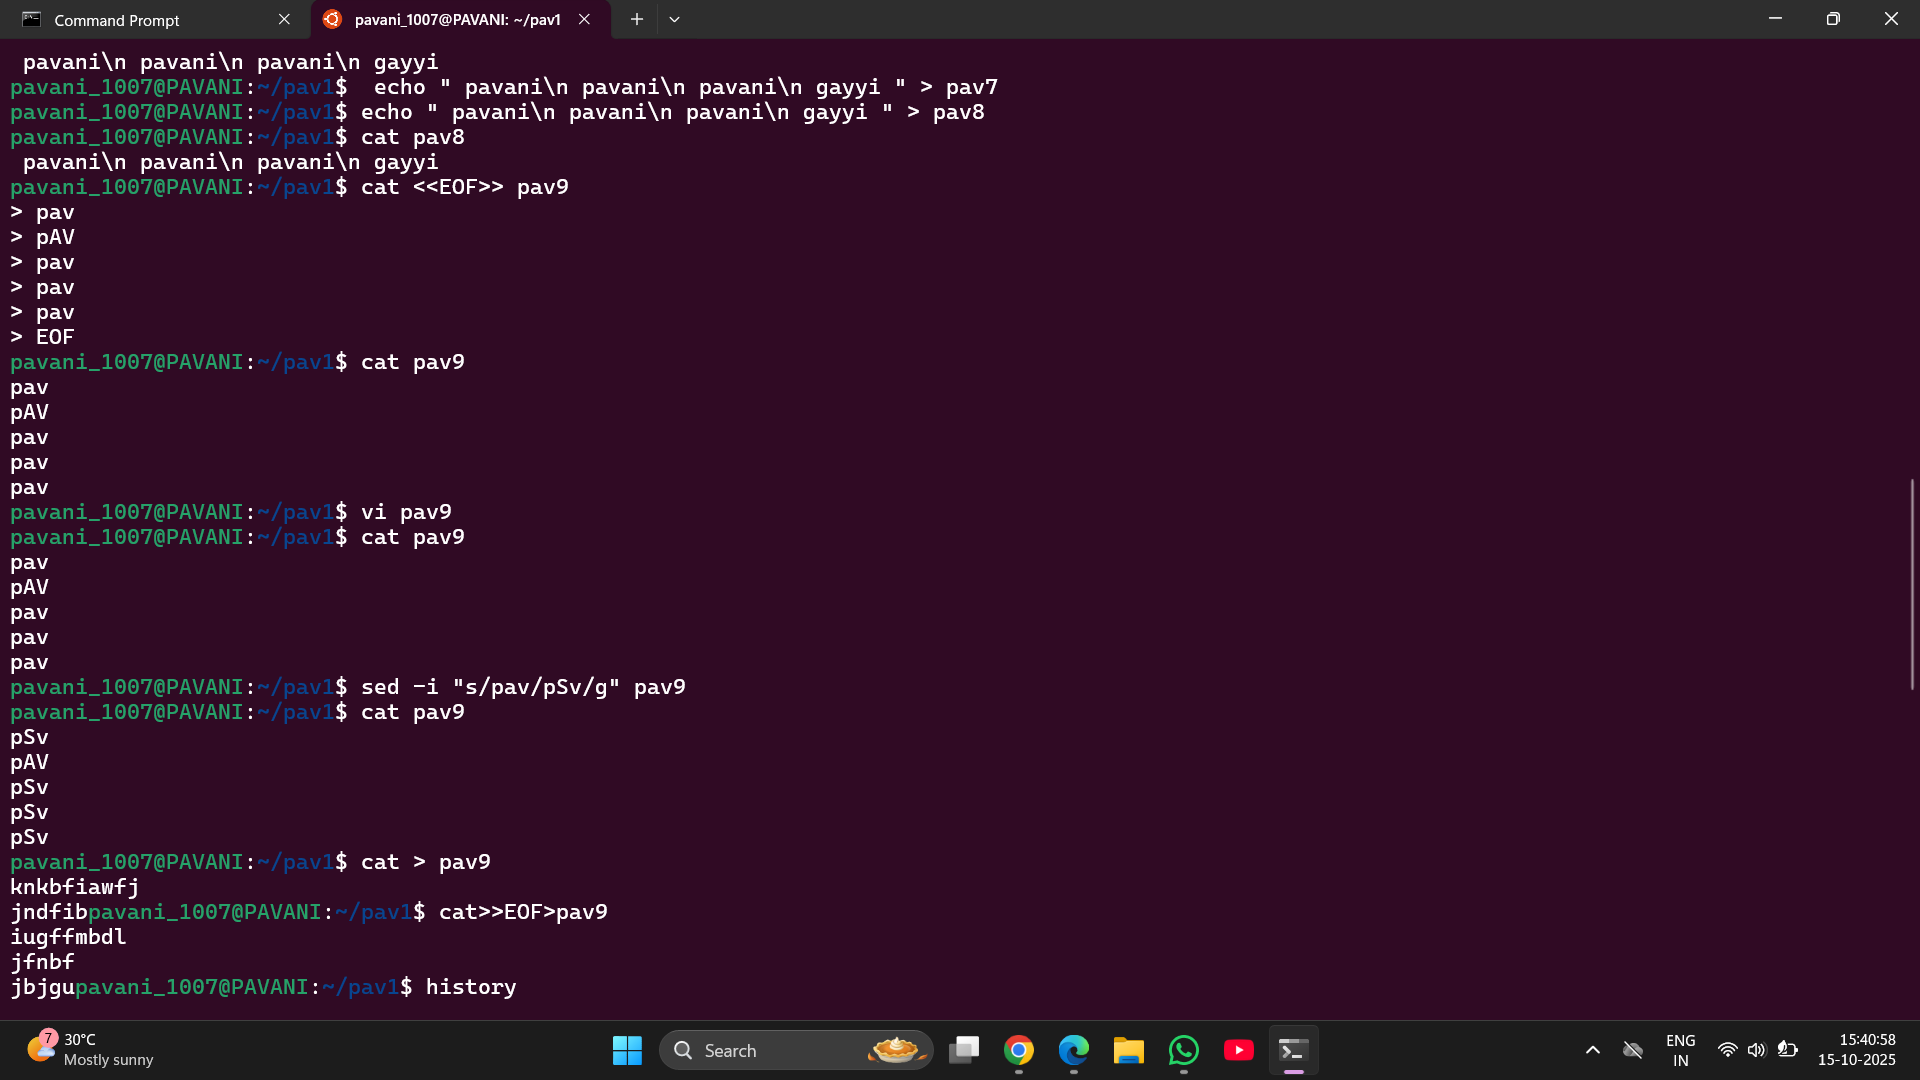 Command Prompt
pavani_1007@PAVANI: ~/pav1
pavani\n pavani\n pavani\n gayyi
pavani_1007@PAVANI:~/pav1$  echo " pavani\n pavani\n pavani\n gayyi " > pav7
pavani_1007@PAVANI:~/pav1$ echo " pavani\n pavani\n pavani\n gayyi " > pav8
pavani_1007@PAVANI:~/pav1$ cat pav8
pavani\n pavani\n pavani\n gayyi
pavani_1007@PAVANI:~/pav1$ cat <<EOF>> pav9
> pav
> pAV
> pav
> pav
> pav
> EOF
pavani_1007@PAVANI:~/pav1$ cat pav9
pav
pAV
pav
pav
pav
pavani_1007@PAVANI:~/pav1$ vi pav9
pavani_1007@PAVANI:~/pav1$ cat pav9
pav
pAV
pav
pav
pav
pavani_1007@PAVANI:~/pav1$ sed -i "s/pav/pSv/g" pav9
pavani_1007@PAVANI:~/pav1$ cat pav9
pSv
pAV
pSv
pSv
pSv
pavani_1007@PAVANI:~/pav1$ cat > pav9
knkbfiawfj
jndfibpavani_1007@PAVANI:~/pav1$ cat>>EOF>pav9
iugffmbdl
jfnbf
jbjgupavani_1007@PAVANI:~/pav1$ history
7
30°C
Mostly sunny
Search
ENG
IN
15:40:58
15-10-2025